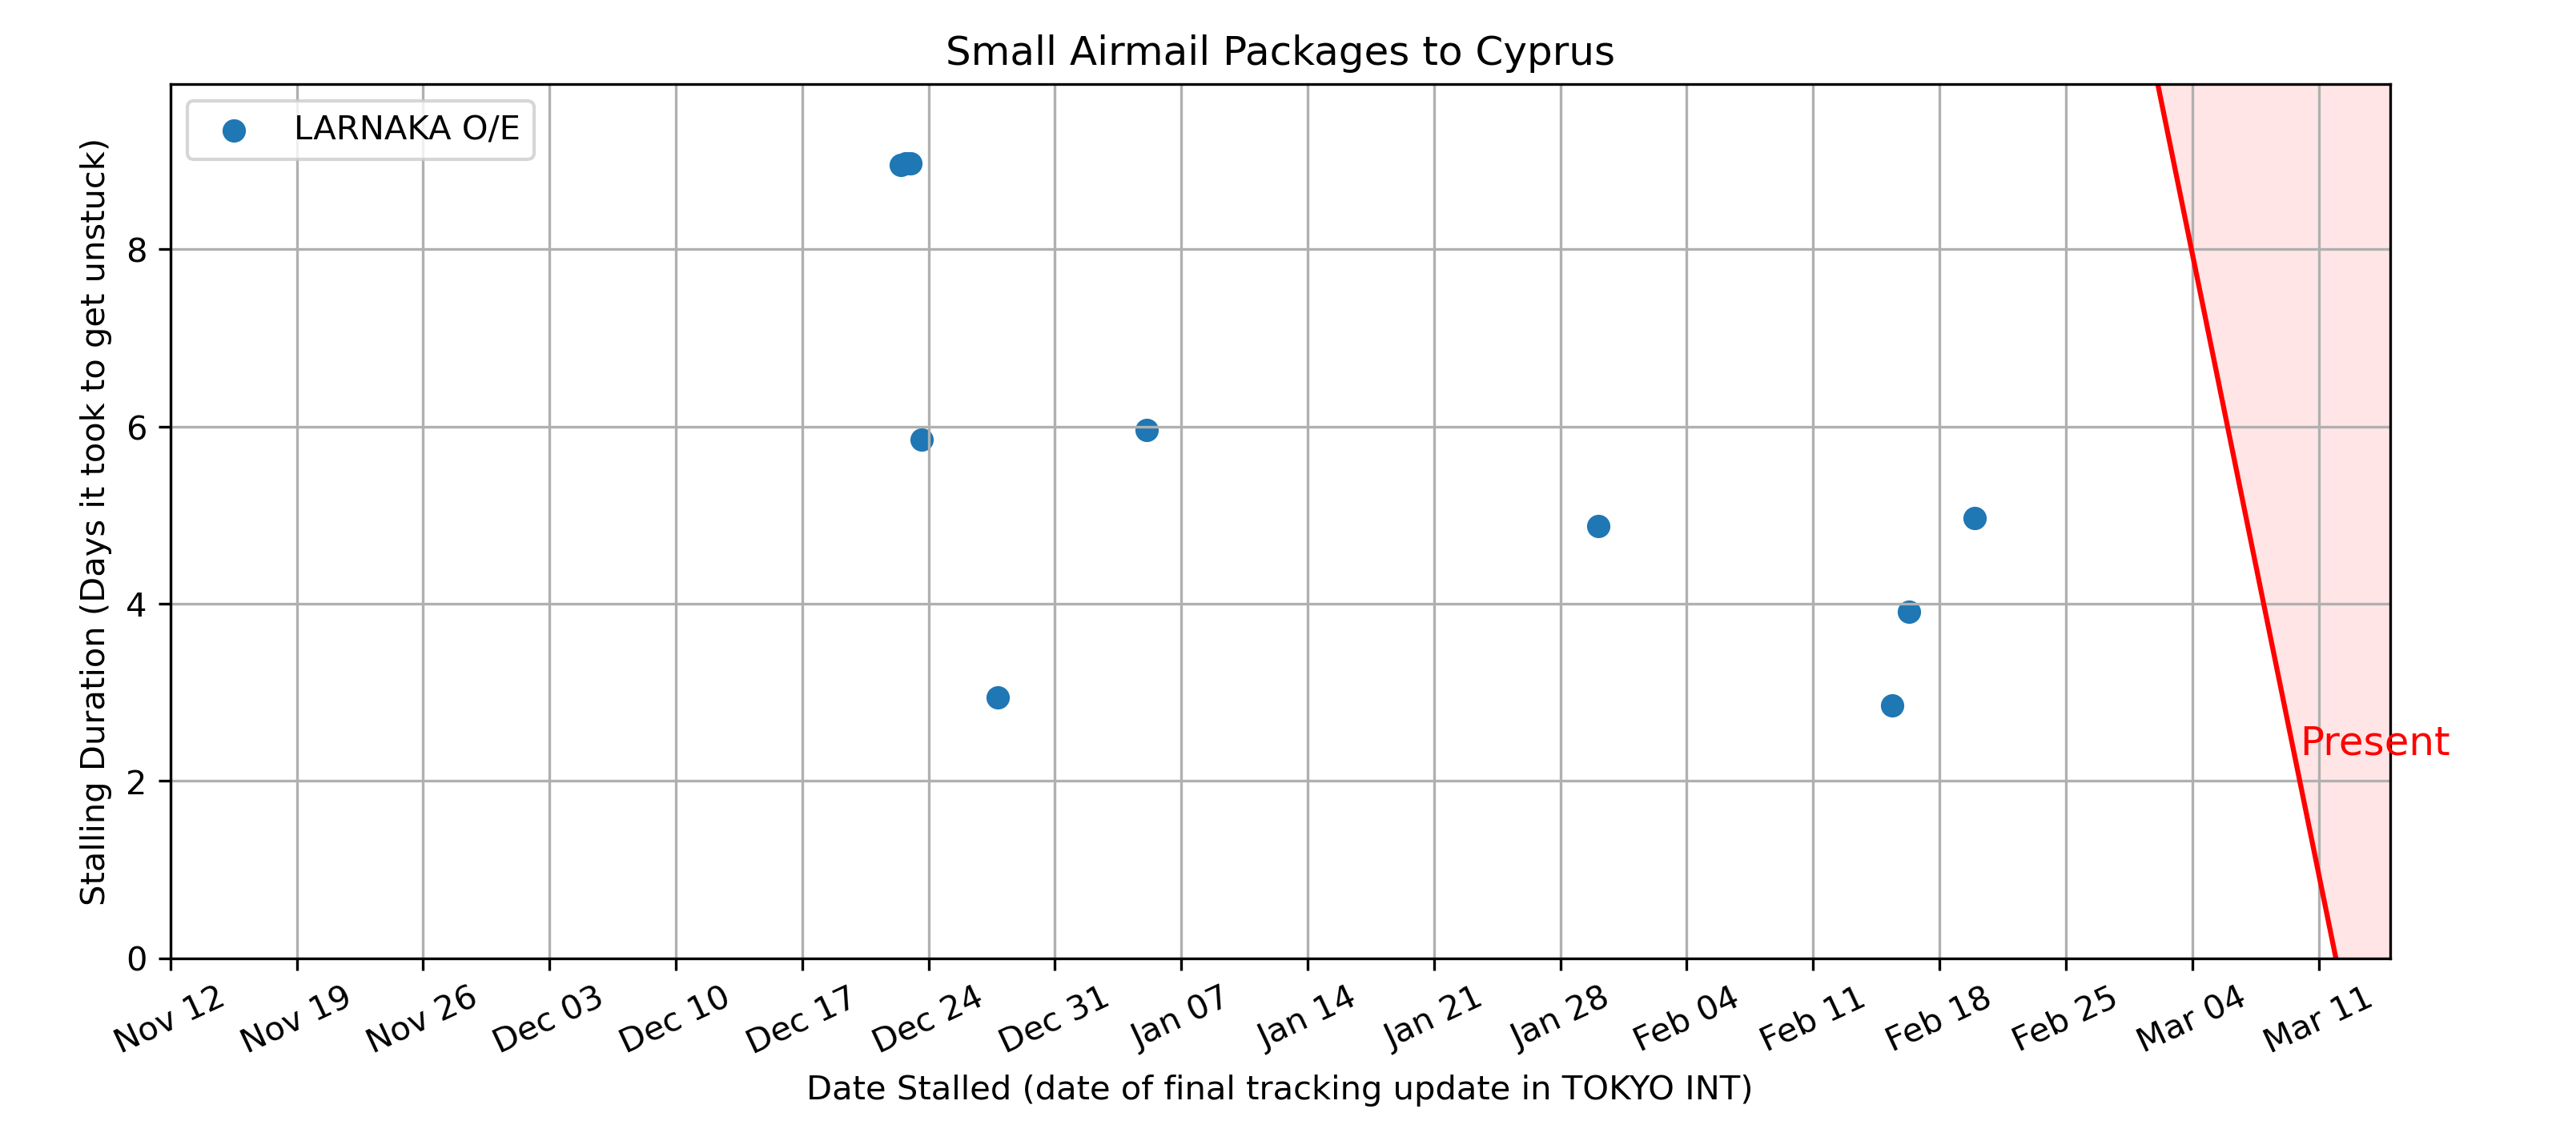 Small Airmail Packages to Cyprus
LARNAKA O/E
Stalling Duration (Days it took to get unstuck)
8
6
4
2
0
Present
Nov 12 Nov 19 Nov 26 Dec 03 Dec 10 Dec 17 Dec 24 Dec 31 Jan 07 Jan 14 Jan 21 Jan 28 Feb 04 Feb 11 Feb 18 Feb 25 Mar 04 Mar 11
Date Stalled (date of final tracking update in TOKYO INT)